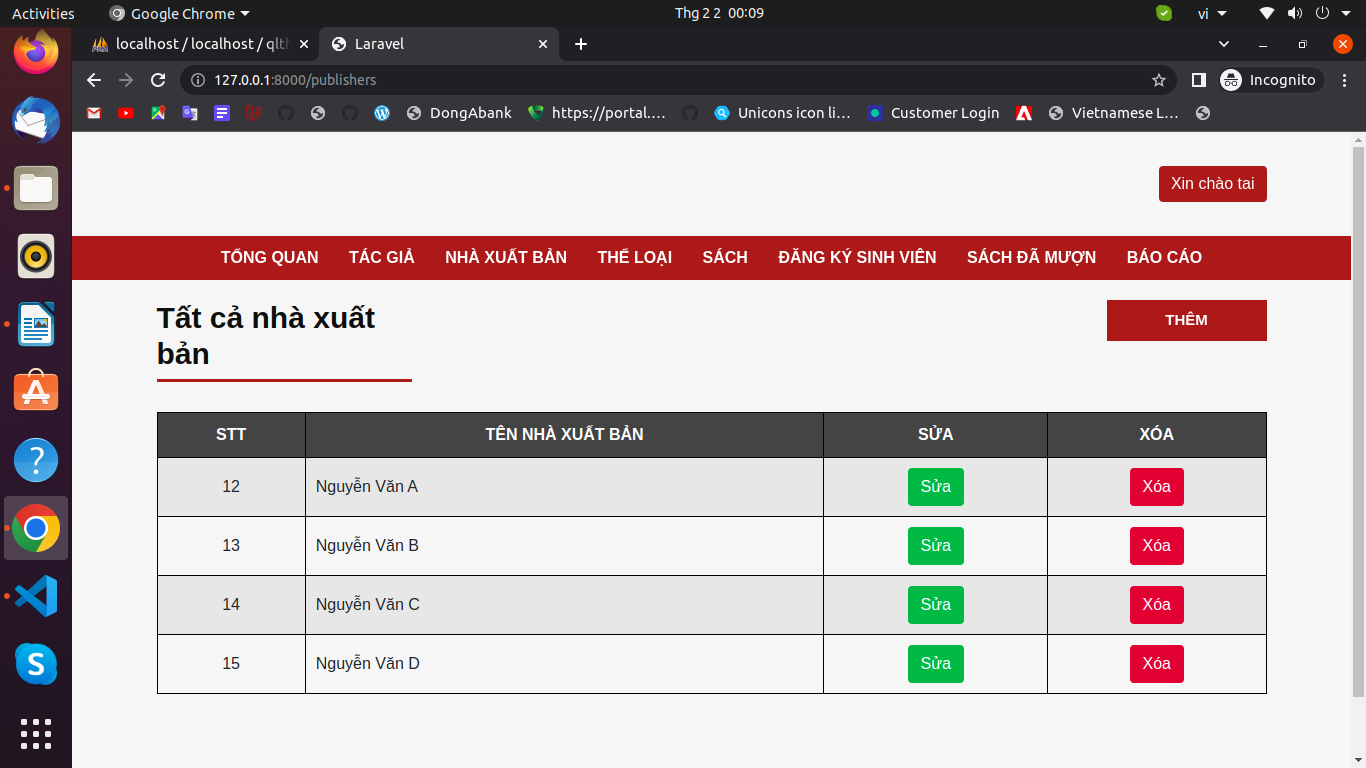 Activities
Google Chrome
Thg 2 2 00:09
vi
localhost / localhost / qlth
Laravel
127.0.0.1:8000/publishers
Incognito
DongAbank
https://portal....
Unicons icon li...
Customer Login
Vietnamese L...
Xin chào tai
TỔNG QUAN TÁC GIẢ NHÀ XUẤT BẢN THỂ LOẠI SÁCH ĐĂNG KÝ SINH VIÊN SÁCH ĐÃ MƯỢN BÁO CÁO
Tất cả nhà xuất
bản
THÊM
STT TÊN NHÀ XUẤT BẢN SỬA XÓA
12 Nguyễn Văn A Sửa Xóa
13 Nguyễn Văn B Sửa Xóa
14 Nguyễn Văn C Sửa Xóa
15 Nguyễn Văn D Sửa Xóa